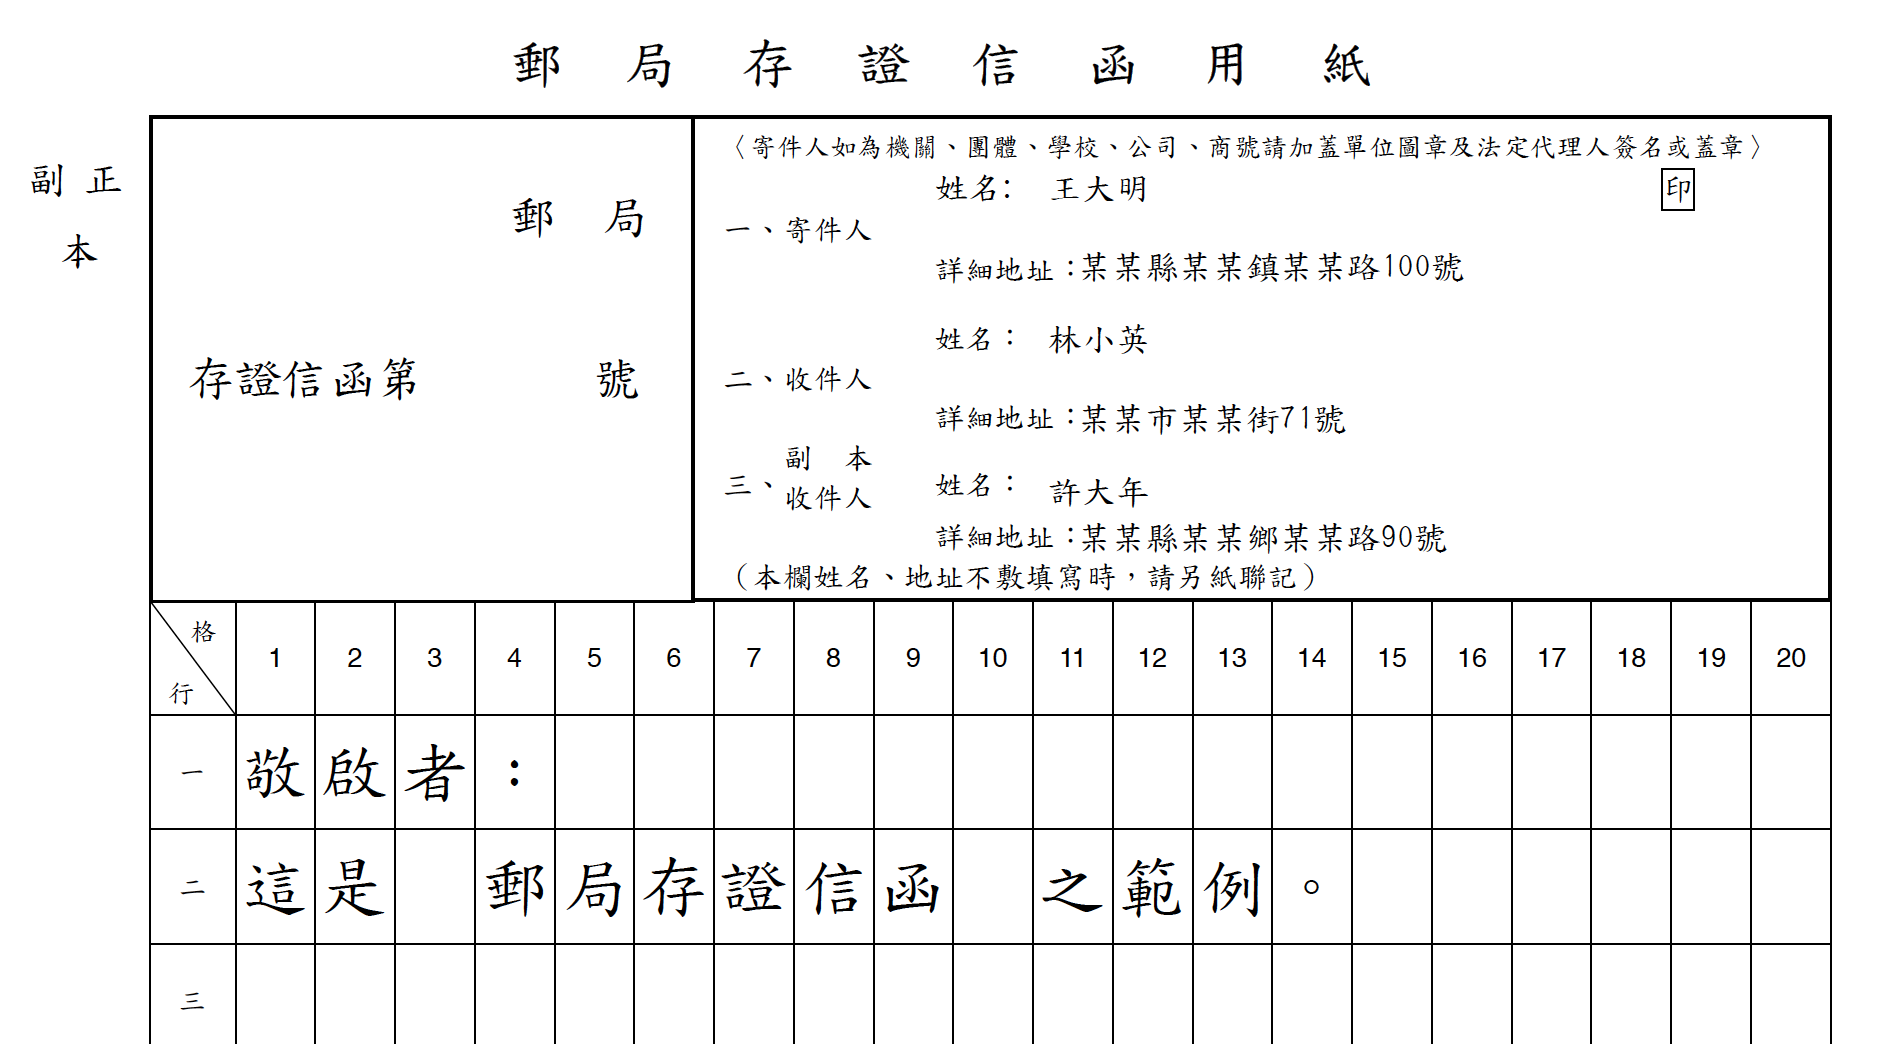 郵局存證信函用紙
副正
本
郵局
存證信函第 號
〈寄件人如為機關、團體、學校、公司、商號請加蓋單位圖章及法定代理人簽名或蓋章〉
姓名：王大明 印
一、寄件人
詳細地址：某某縣某某鎮某某路100號
姓名：林小英
二、收件人
詳細地址：某某市某某街71號
三、副本收件人
姓名：許大年
詳細地址：某某縣某某鄉某某路90號
（本欄姓名、地址不敷填寫時，請另紙聯記）
格 行 1 2 3 4 5 6 7 8 9 10 11 12 13 14 15 16 17 18 19 20
一 敬啟者：
二 這是 郵局存證信函 之範例。
三